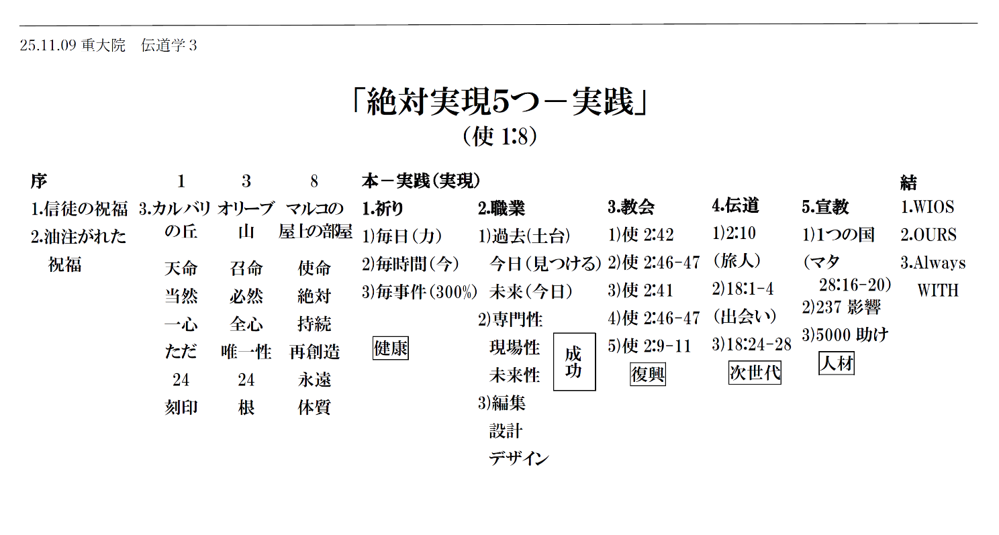 25.11.09 重大院　伝道学３
「絶対実現5つ－実践」
（使 1:8）
序
1.信徒の祝福
2.油注がれた
祝福
1
3.カルバリ
の丘
天命
当然
一心
ただ
24
刻印
3
オリーブ
山
召命
必然
全心
唯一性
24
根
8
マルコの
屋上の部屋
使命
絶対
持続
再創造
永遠
体質
本－実践（実現）
1.祈り
1)毎日（力）
2)毎時間（今）
3)毎事件（300%）
健康
2.職業
1)過去(土台)
今日（見つける）
未来（今日）
2)専門性
現場性
未来性
成功
3)編集
設計
デザイン
3.教会
1)使 2:42
2)使 2:46-47
3)使 2:41
4)使 2:46-47
5)使 2:9-11
復興
4.伝道
1)2:10
（旅人）
2)18:1-4
（出会い）
3)18:24-28
次世代
5.宣教
1)1つの国
（マタ
28:16-20）
2)237 影響
3)5000 助け
人材
結
1.WIOS
2.OURS
3.Always
WITH